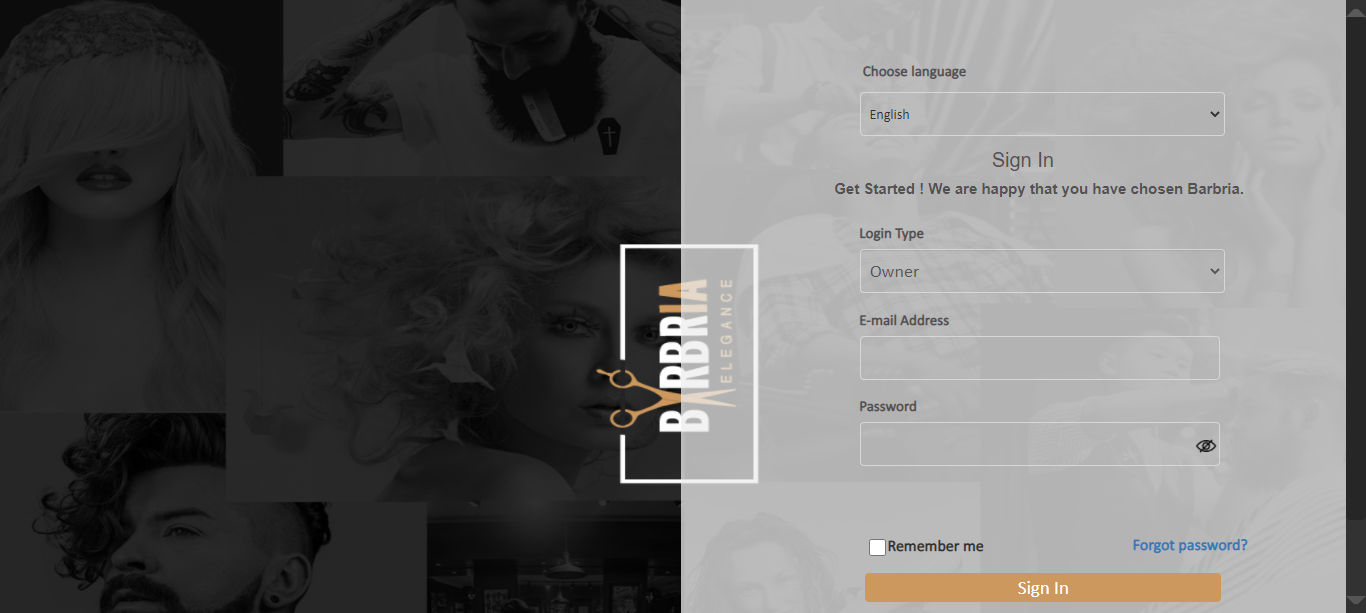 Choose language
English
Sign In
Get Started ! We are happy that you have chosen Barbria.
Login Type
Owner
E-mail Address
Password
Remember me
Forgot password?
Sign In
BARBRIA
ELEGANCE